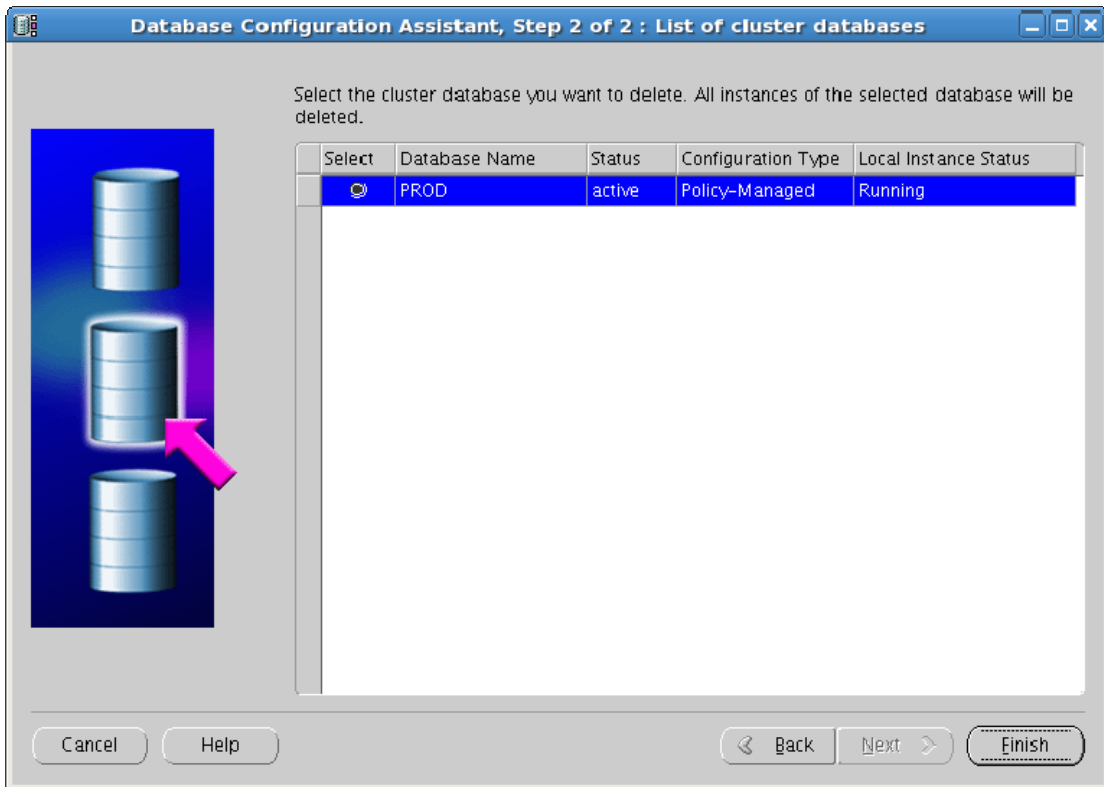 Database Configuration Assistant, Step 2 of 2 : List of cluster databases
Select the cluster database you want to delete. All instances of the selected database will be
deleted.
Select Database Name Status Configuration Type Local Instance Status
PROD active Policy-Managed Running
Cancel Help Back Next Finish